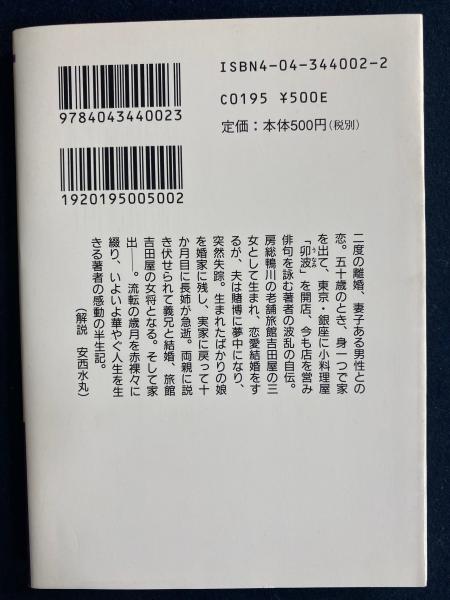 ISBN4-04-344002-2
C0195 ¥500E
定価：本体500円(税別)
9784043440023
1920195005002
二度の離婚、妻子ある男性との
恋。五十歳のとき、身一つで家
を出て、東京・銀座に小料理屋
「卯波」を開店、今も店を営み
うなみ
俳句を詠む著者の波乱の自伝。
房総鴨川の老舗旅館吉田屋の三
女として生まれ、恋愛結婚をす
るが、夫は賭博に夢中になり、
突然失踪。生まれたばかりの娘
を婚家に残し、実家に戻って十
か月目に長姉が急逝。両親に説
き伏せられて義兄と結婚、旅館
吉田屋の女将となる。そして家
出――。流転の歳月を赤裸々に
綴り、いよいよ華やぐ人生を生
きる著者の感動の半生記。
（解説　安西水丸）